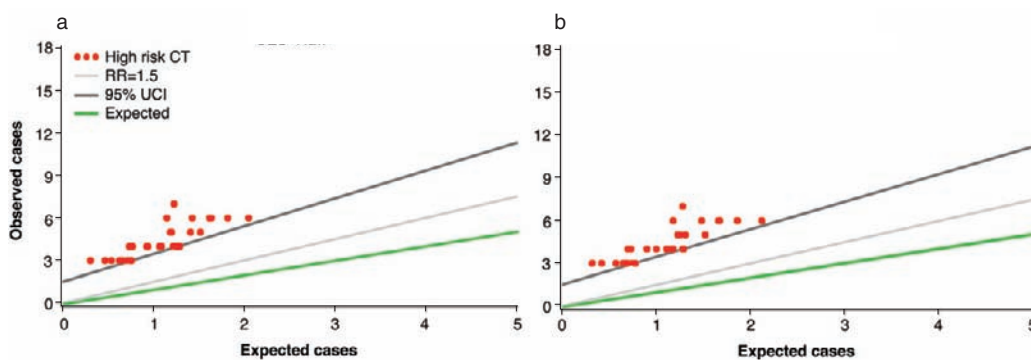 a
b
18
15
12
9
6
3
0
Observed cases
High risk CT
RR=1.5
95% UCI
Expected
0 1 2 3 4 5
Expected cases
18
15
12
9
6
3
0
0 1 2 3 4 5
Expected cases